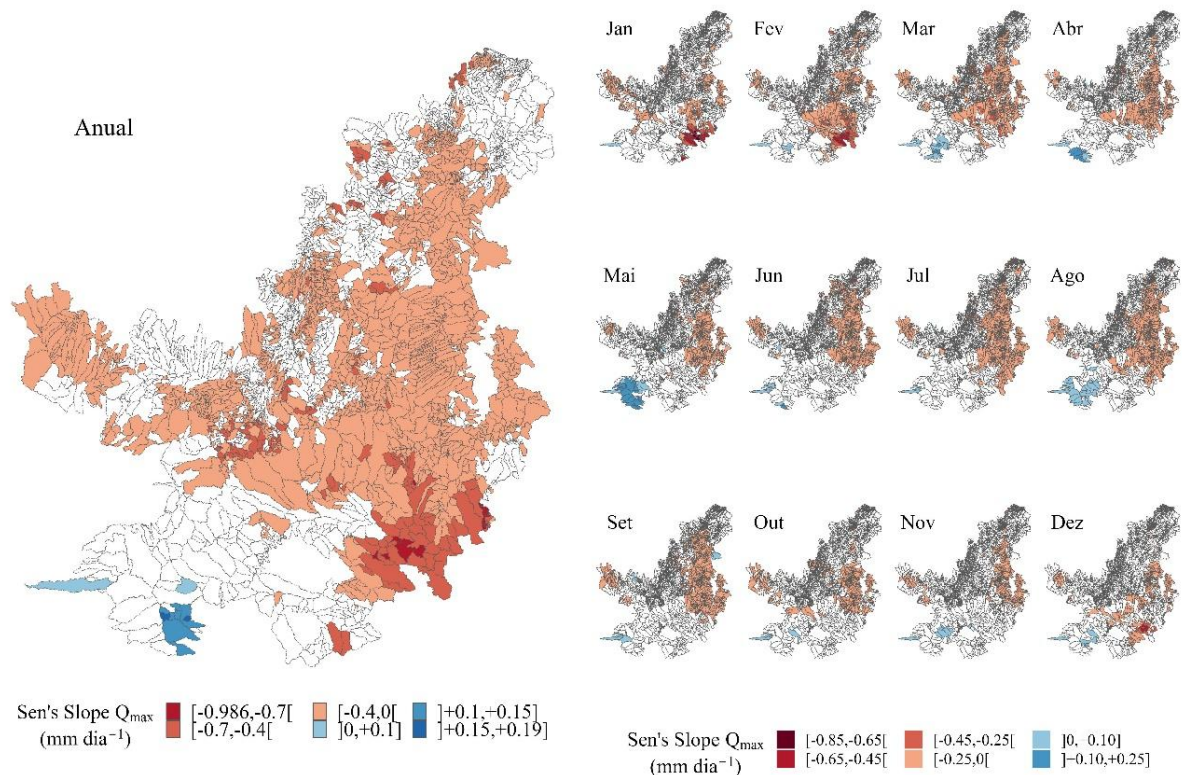 Anual
Jan Fev Mar Abr
Mai Jun Jul Ago
Set Out Nov Dez
Sen's Slope Qmax
(mm dia⁻¹)
[-0.986,-0.7[ [-0.4,0[ ]+0.1,+0.15]
[-0.7,-0.4[ ]0,+0.1] ]+0.15,+0.19]
Sen's Slope Qmax
(mm dia⁻¹)
[-0.85,-0.65[ [-0.45,-0.25[ ]0, -0.10]
[-0.65,-0.45[ [-0.25,0[ ]-0.10,+0.25]